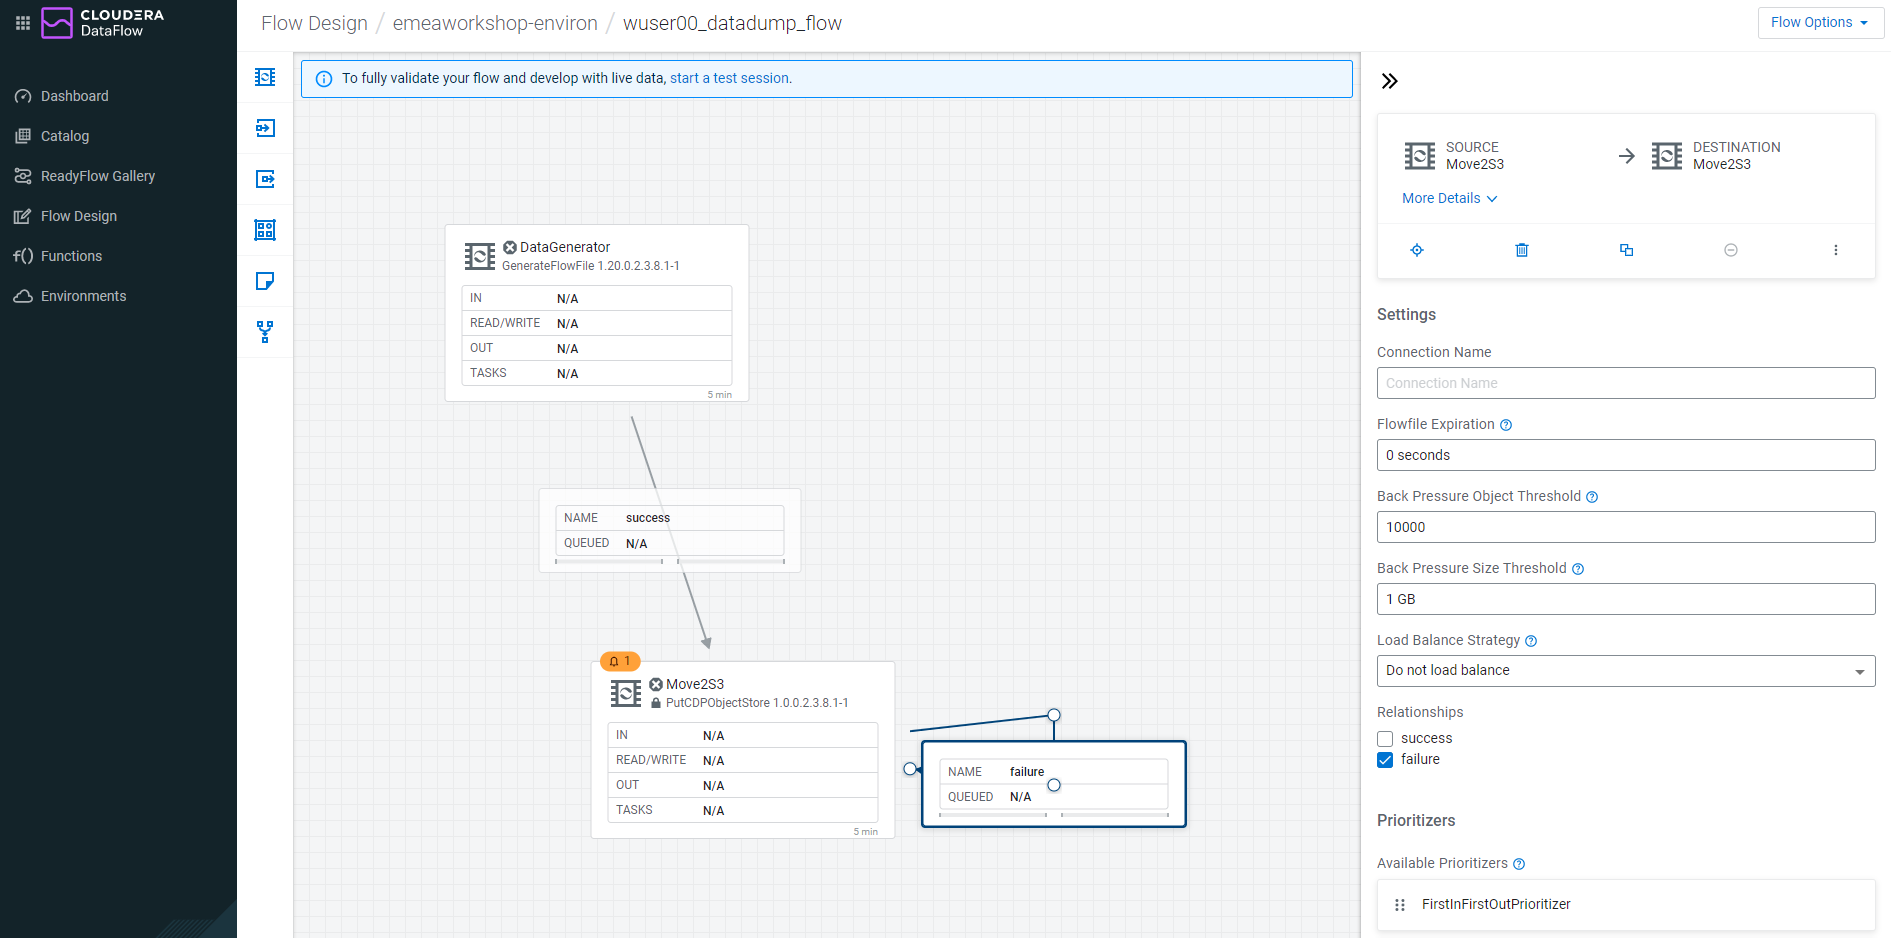 CLOUDERA
DataFlow
Dashboard
Catalog
ReadyFlow Gallery
Flow Design
f() Functions
Environments
Flow Design / emeaworkshop-environ / wuser00_datadump_flow
Flow Options
To fully validate your flow and develop with live data, start a test session.
DataGenerator
GenerateFlowFile 1.20.0.2.3.8.1-1
IN N/A
READ/WRITE N/A
OUT N/A
TASKS N/A
5 min
NAME success
QUEUED N/A
1
Move2S3
PutCDPObjectStore 1.0.0.2.3.8.1-1
IN N/A
READ/WRITE N/A
OUT N/A
TASKS N/A
5 min
NAME failure
QUEUED N/A
SOURCE
Move2S3
DESTINATION
Move2S3
More Details
Settings
Connection Name
Connection Name
Flowfile Expiration
0 seconds
Back Pressure Object Threshold
10000
Back Pressure Size Threshold
1 GB
Load Balance Strategy
Do not load balance
Relationships
success
failure
Prioritizers
Available Prioritizers
FirstInFirstOutPrioritizer